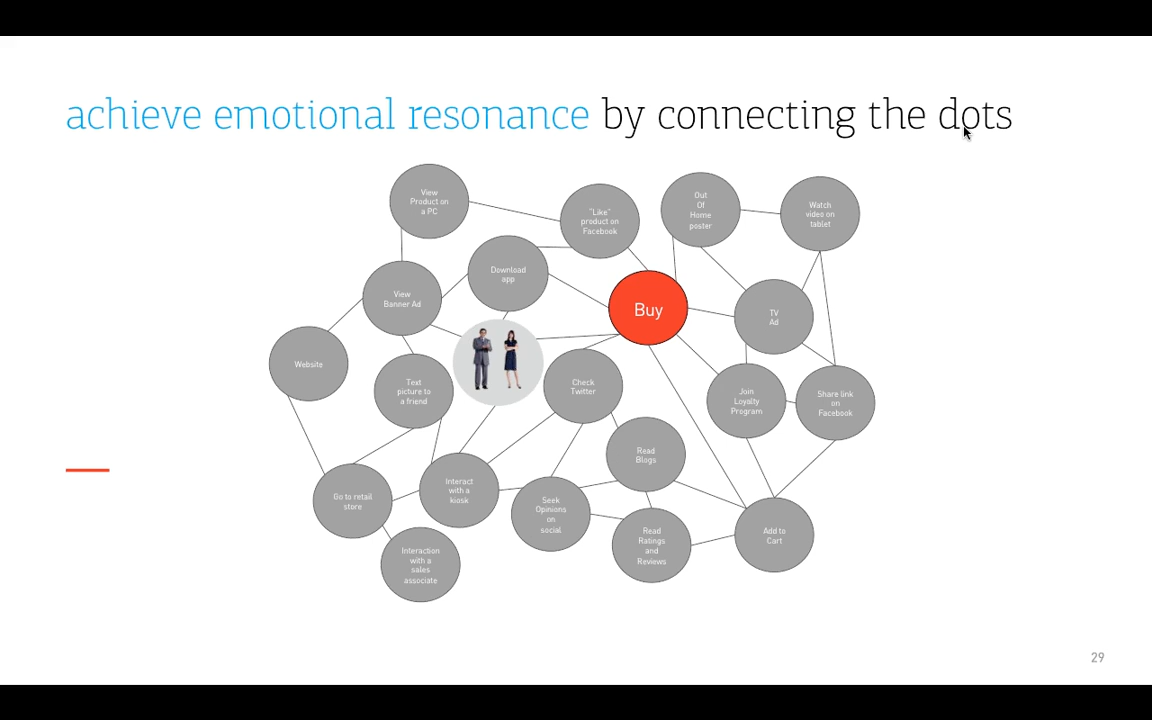 achieve emotional resonance by connecting the dots
View
Product on
a PC
"Like"
product on
Facebook
Out
Of
Home
poster
Watch
video on
tablet
Download
app
View
Banner Ad
Buy
TV
Ad
Website
Text
picture to
a friend
Check
Twitter
Join
Loyalty
Program
Share link
on
Facebook
Read
Blogs
Go to retail
store
Interact
with a
kiosk
Seek
Opinions
on
social
Read
Ratings
and
Reviews
Add to
Cart
Interaction
with a
sales
associate
29